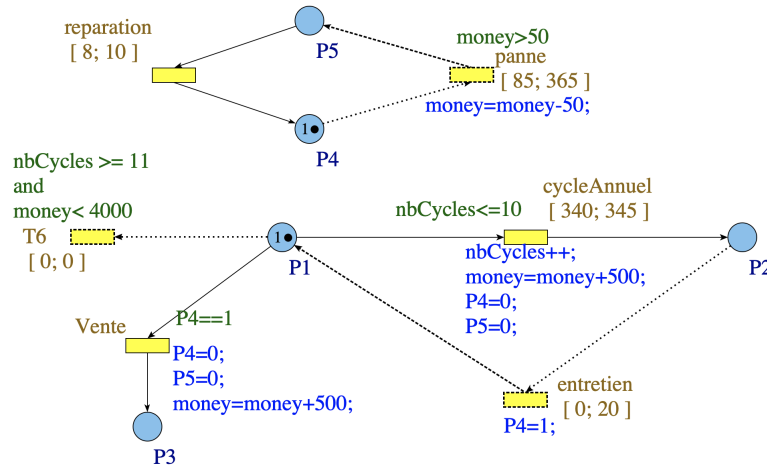 reparation
[ 8; 10 ]
P5
money>50
panne
[ 85; 365 ]
money=money-50;
1
P4
nbCycles >= 11
and
money< 4000
T6
[ 0; 0 ]
1
P1
nbCycles<=10
cycleAnnuel
[ 340; 345 ]
nbCycles++;
money=money+500;
P4=0;
P5=0;
P2
Vente
P4==1
P4=0;
P5=0;
money=money+500;
P3
entretien
[ 0; 20 ]
P4=1;